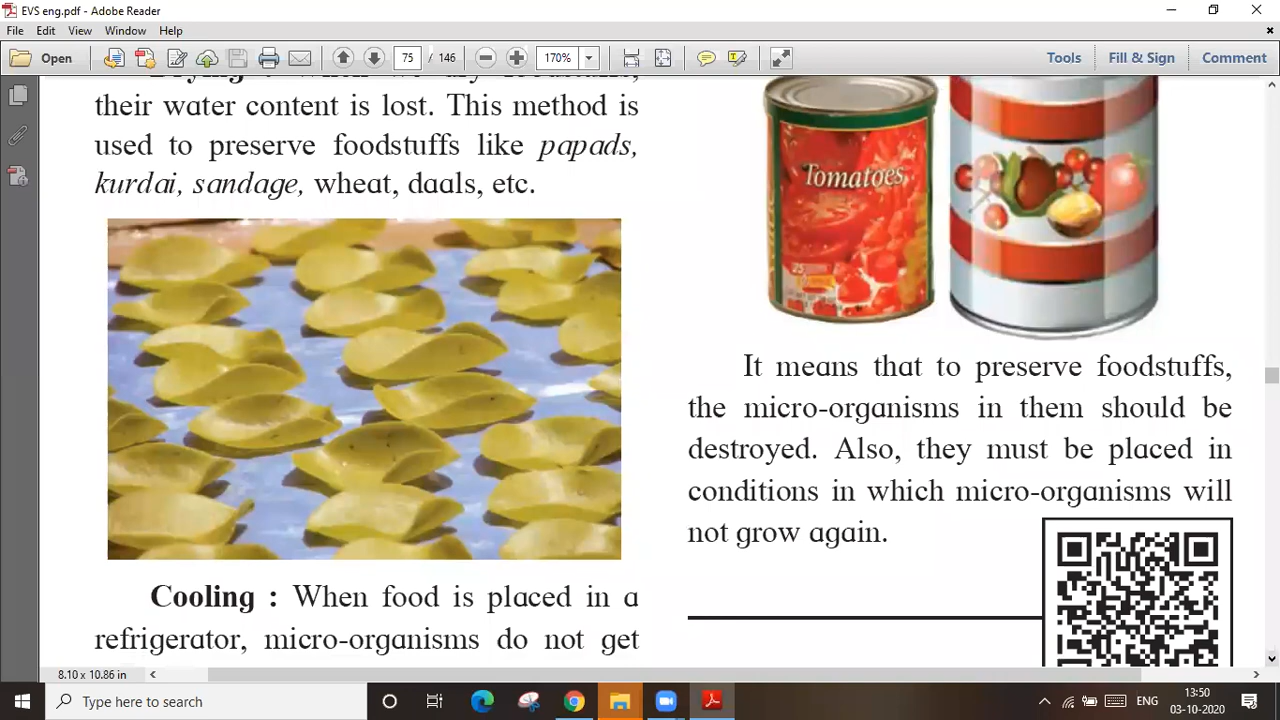 EVS eng.pdf - Adobe Reader
File Edit View Window Help
Open 75 / 146 170% Tools Fill & Sign Comment
their water content is lost. This method is
used to preserve foodstuffs like papads,
kurdai, sandage, wheat, daals, etc.
Cooling : When food is placed in a
refrigerator, micro-organisms do not get
Tomatoes
It means that to preserve foodstuffs,
the micro-organisms in them should be
destroyed. Also, they must be placed in
conditions in which micro-organisms will
not grow again.
8.10 x 10.86 in
Type here to search
ENG
13:50
03-10-2020